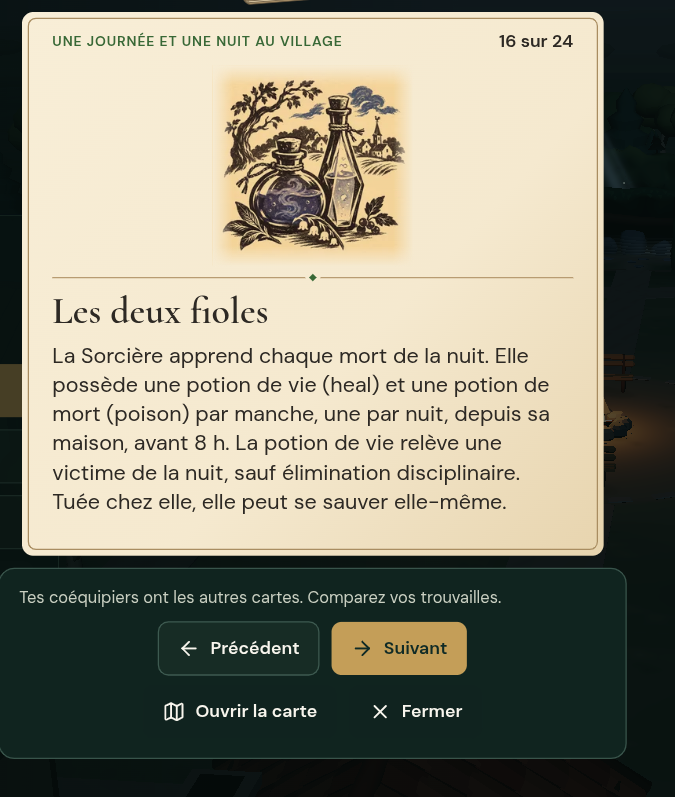 UNE JOURNÉE ET UNE NUIT AU VILLAGE
16 sur 24
Les deux fioles
La Sorcière apprend chaque mort de la nuit. Elle
possède une potion de vie (heal) et une potion de
mort (poison) par manche, une par nuit, depuis sa
maison, avant 8 h. La potion de vie relève une
victime de la nuit, sauf élimination disciplinaire.
Tuée chez elle, elle peut se sauver elle-même.
Tes coéquipiers ont les autres cartes. Comparez vos trouvailles.
Précédent
Suivant
Ouvrir la carte
Fermer